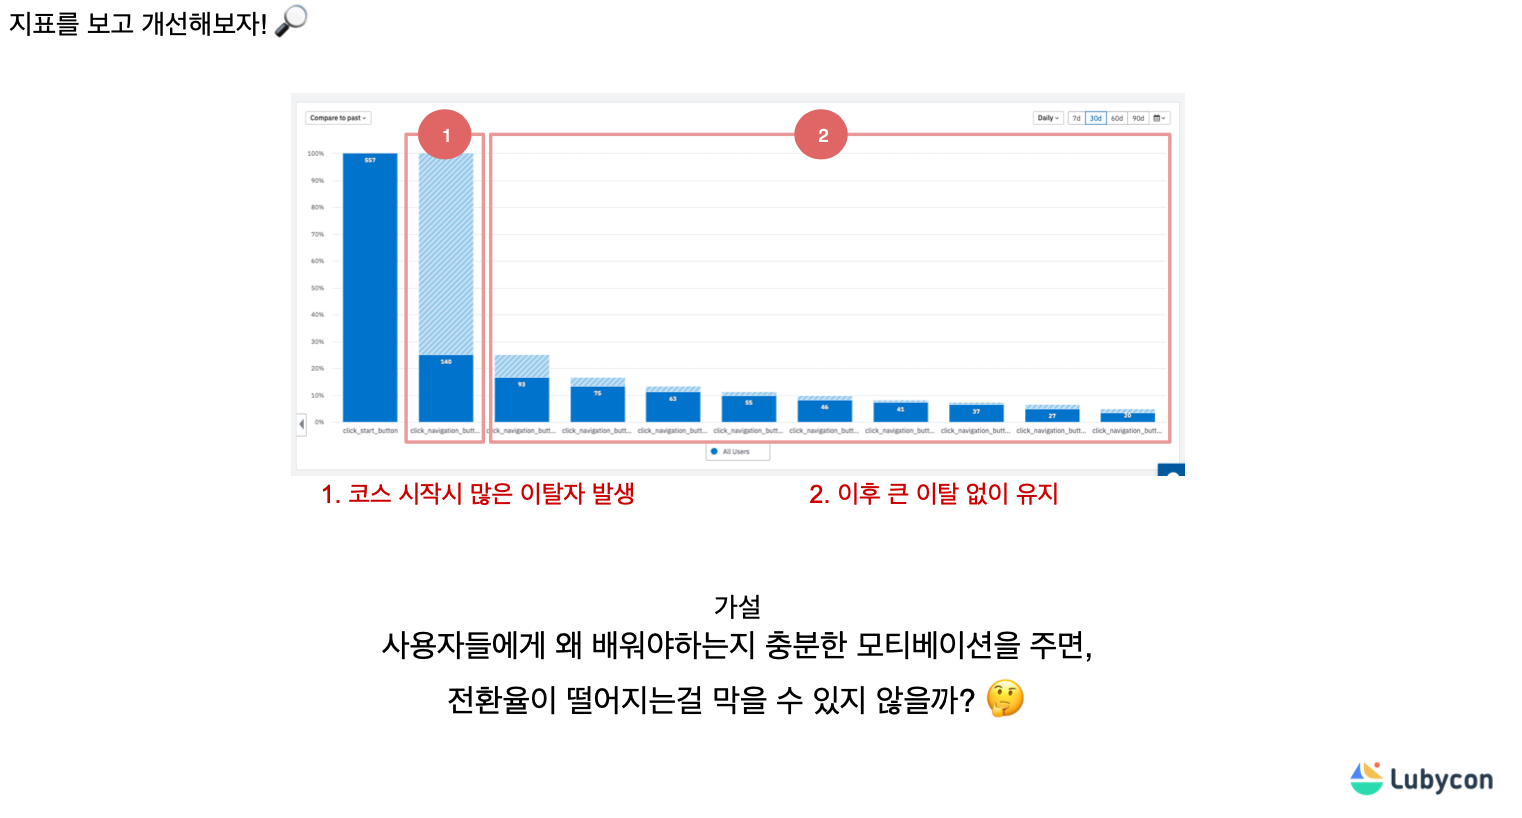 지표를 보고 개선해보자! 🔎
Compare to past
Daily 7d 30d 60d 90d
1
2
100%
90%
80%
70%
60%
50%
40%
30%
20%
10%
0%
557
140
93
75
63
55
46
41
37
27
20
click_start_button
click_navigation_butt...
click_navigation_butt...
click_navigation_butt...
click_navigation_butt...
click_navigation_butt...
click_navigation_butt...
click_navigation_butt...
click_navigation_butt...
click_navigation_butt...
click_navigation_butt...
All Users
1. 코스 시작시 많은 이탈자 발생
2. 이후 큰 이탈 없이 유지
가설
사용자들에게 왜 배워야하는지 충분한 모티베이션을 주면,
전환율이 떨어지는걸 막을 수 있지 않을까? 🤔
Lubycon